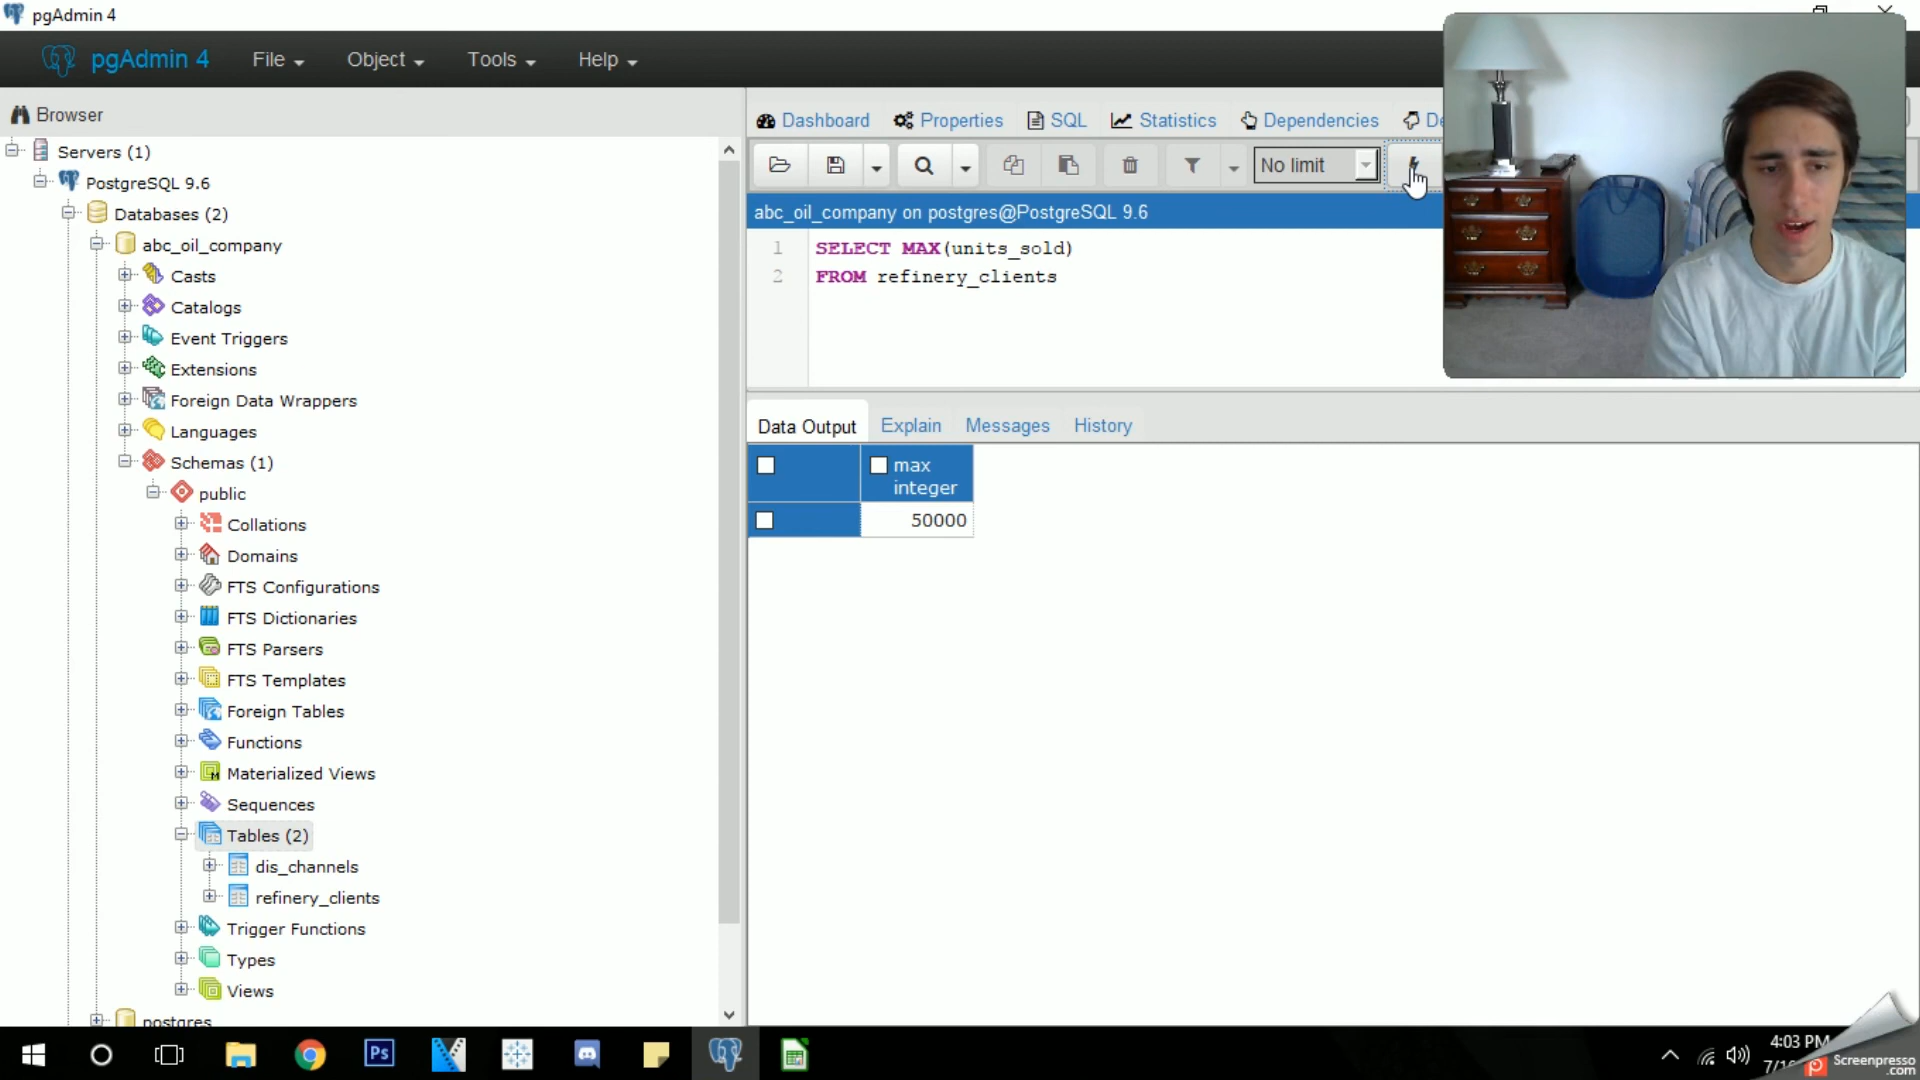 pgAdmin 4
pgAdmin 4 File Object Tools Help
Browser
Dashboard Properties SQL Statistics Dependencies
No limit
Servers (1)
PostgreSQL 9.6
Databases (2)
abc_oil_company
Casts
Catalogs
Event Triggers
Extensions
Foreign Data Wrappers
Languages
Schemas (1)
public
Collations
Domains
FTS Configurations
FTS Dictionaries
FTS Parsers
FTS Templates
Foreign Tables
Functions
Materialized Views
Sequences
Tables (2)
dis_channels
refinery_clients
Trigger Functions
Types
Views
postgres
abc_oil_company on postgres@PostgreSQL 9.6
1 SELECT MAX(units_sold)
2 FROM refinery_clients
Data Output Explain Messages History
max
integer
50000
Ps
4:03 PM
Screenpresso
.com